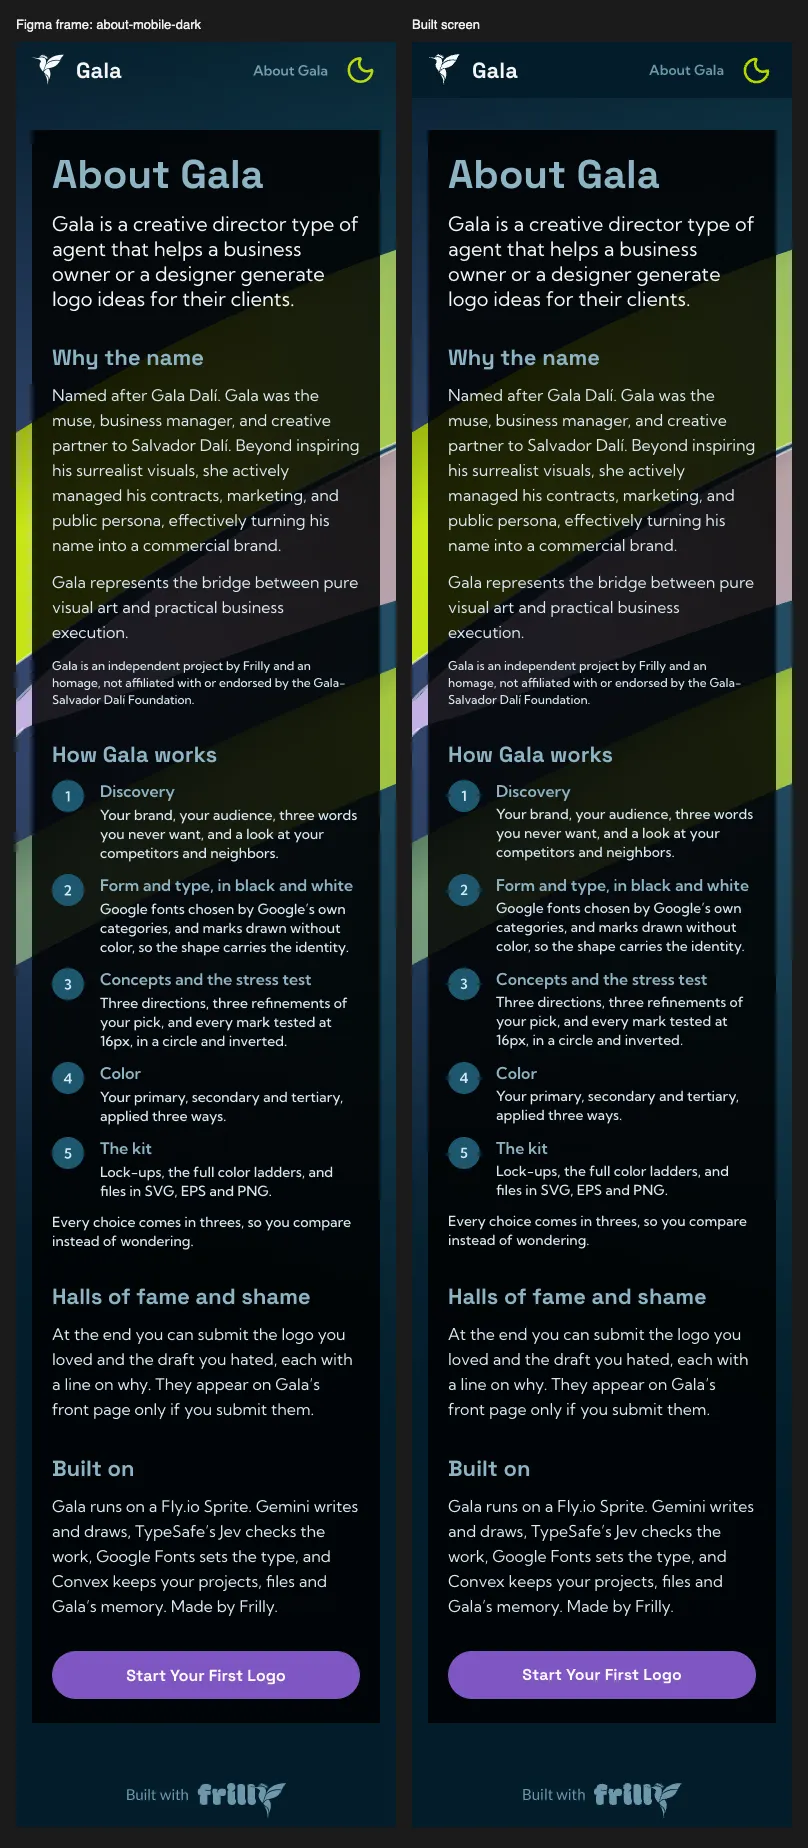 Figma frame: about-mobile-dark
Gala
About Gala
About Gala
Gala is a creative director type of
agent that helps a business
owner or a designer generate
logo ideas for their clients.
Why the name
Named after Gala Dalí. Gala was the
muse, business manager, and creative
partner to Salvador Dalí. Beyond inspiring
his surrealist visuals, she actively
managed his contracts, marketing, and
public persona, effectively turning his
name into a commercial brand.
Gala represents the bridge between pure
visual art and practical business
execution.
Gala is an independent project by Frilly and an
homage, not affiliated with or endorsed by the Gala-
Salvador Dalí Foundation.
How Gala works
1
Discovery
Your brand, your audience, three words
you never want, and a look at your
competitors and neighbors.
2
Form and type, in black and white
Google fonts chosen by Google’s own
categories, and marks drawn without
color, so the shape carries the identity.
3
Concepts and the stress test
Three directions, three refinements of
your pick, and every mark tested at
16px, in a circle and inverted.
4
Color
Your primary, secondary and tertiary,
applied three ways.
5
The kit
Lock-ups, the full color ladders, and
files in SVG, EPS and PNG.
Every choice comes in threes, so you compare
instead of wondering.
Halls of fame and shame
At the end you can submit the logo you
loved and the draft you hated, each with
a line on why. They appear on Gala’s
front page only if you submit them.
Built on
Gala runs on a Fly.io Sprite. Gemini writes
and draws, TypeSafe’s Jev checks the
work, Google Fonts sets the type, and
Convex keeps your projects, files and
Gala’s memory. Made by Frilly.
Start Your First Logo
Built with frilly
Built screen
Gala
About Gala
About Gala
Gala is a creative director type of
agent that helps a business
owner or a designer generate
logo ideas for their clients.
Why the name
Named after Gala Dalí. Gala was the
muse, business manager, and creative
partner to Salvador Dalí. Beyond inspiring
his surrealist visuals, she actively
managed his contracts, marketing, and
public persona, effectively turning his
name into a commercial brand.
Gala represents the bridge between pure
visual art and practical business
execution.
Gala is an independent project by Frilly and an
homage, not affiliated with or endorsed by the Gala-
Salvador Dalí Foundation.
How Gala works
1
Discovery
Your brand, your audience, three words
you never want, and a look at your
competitors and neighbors.
2
Form and type, in black and white
Google fonts chosen by Google’s own
categories, and marks drawn without
color, so the shape carries the identity.
3
Concepts and the stress test
Three directions, three refinements of
your pick, and every mark tested at
16px, in a circle and inverted.
4
Color
Your primary, secondary and tertiary,
applied three ways.
5
The kit
Lock-ups, the full color ladders, and
files in SVG, EPS and PNG.
Every choice comes in threes, so you compare
instead of wondering.
Halls of fame and shame
At the end you can submit the logo you
loved and the draft you hated, each with
a line on why. They appear on Gala’s
front page only if you submit them.
Built on
Gala runs on a Fly.io Sprite. Gemini writes
and draws, TypeSafe’s Jev checks the
work, Google Fonts sets the type, and
Convex keeps your projects, files and
Gala’s memory. Made by Frilly.
Start Your First Logo
Built with frilly